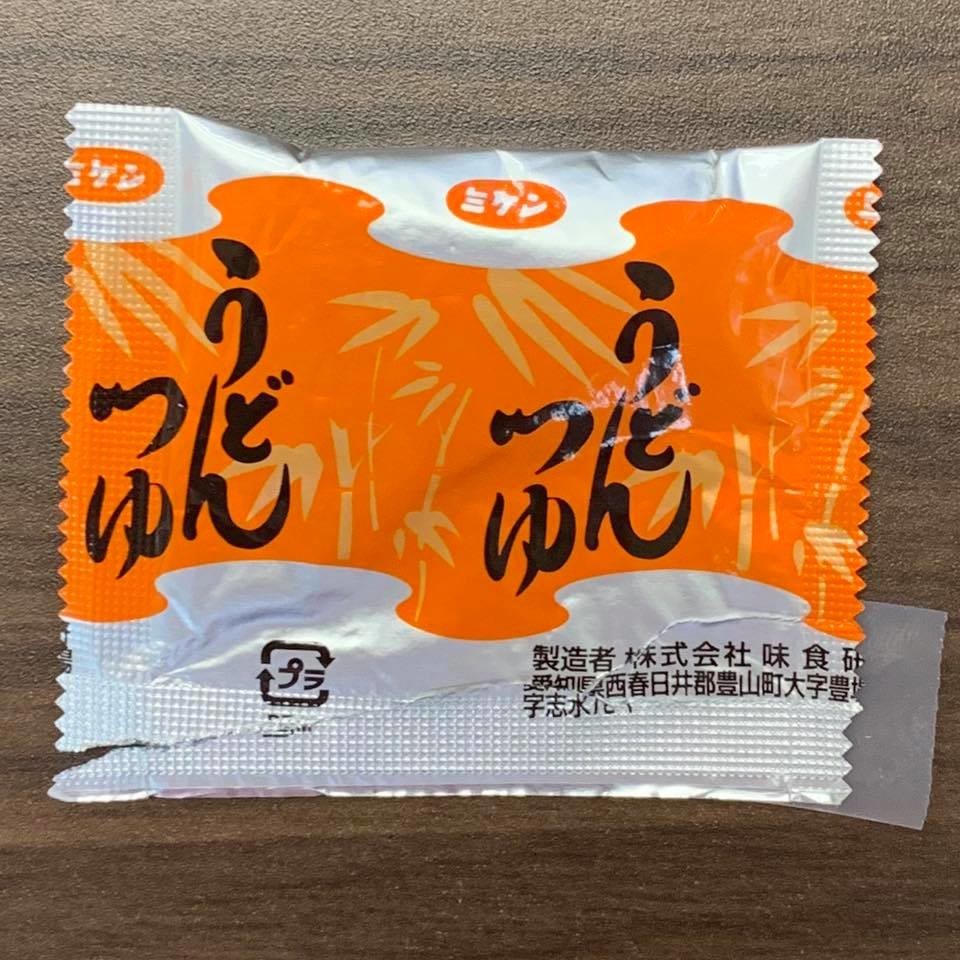 ミケン
ミケン
ミ
うどん
つゆ
うどん
つゆ
プラ
製造者 株式会社 味食研
愛知県西春日井郡豊山町大字豊場
字志水